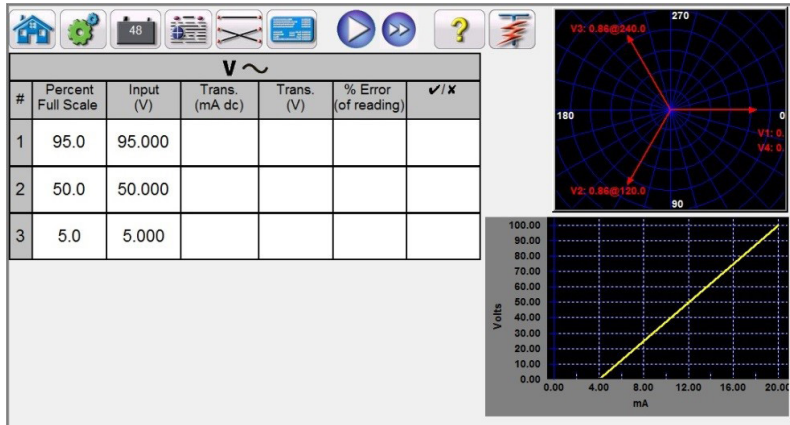 48
?
V ~
# Percent Full Scale Input (V) Trans. (mA dc) Trans. (V) % Error (of reading) ✔/✘
1 95.0 95.000
2 50.0 50.000
3 5.0 5.000
270
V3: 0.86@240.0
180
0
V1: 0.
V4: 0.
V2: 0.86@120.0
90
100.00
90.00
80.00
70.00
60.00
50.00
40.00
30.00
20.00
10.00
0.00
Volts
0.00 4.00 8.00 12.00 16.00 20.00
mA